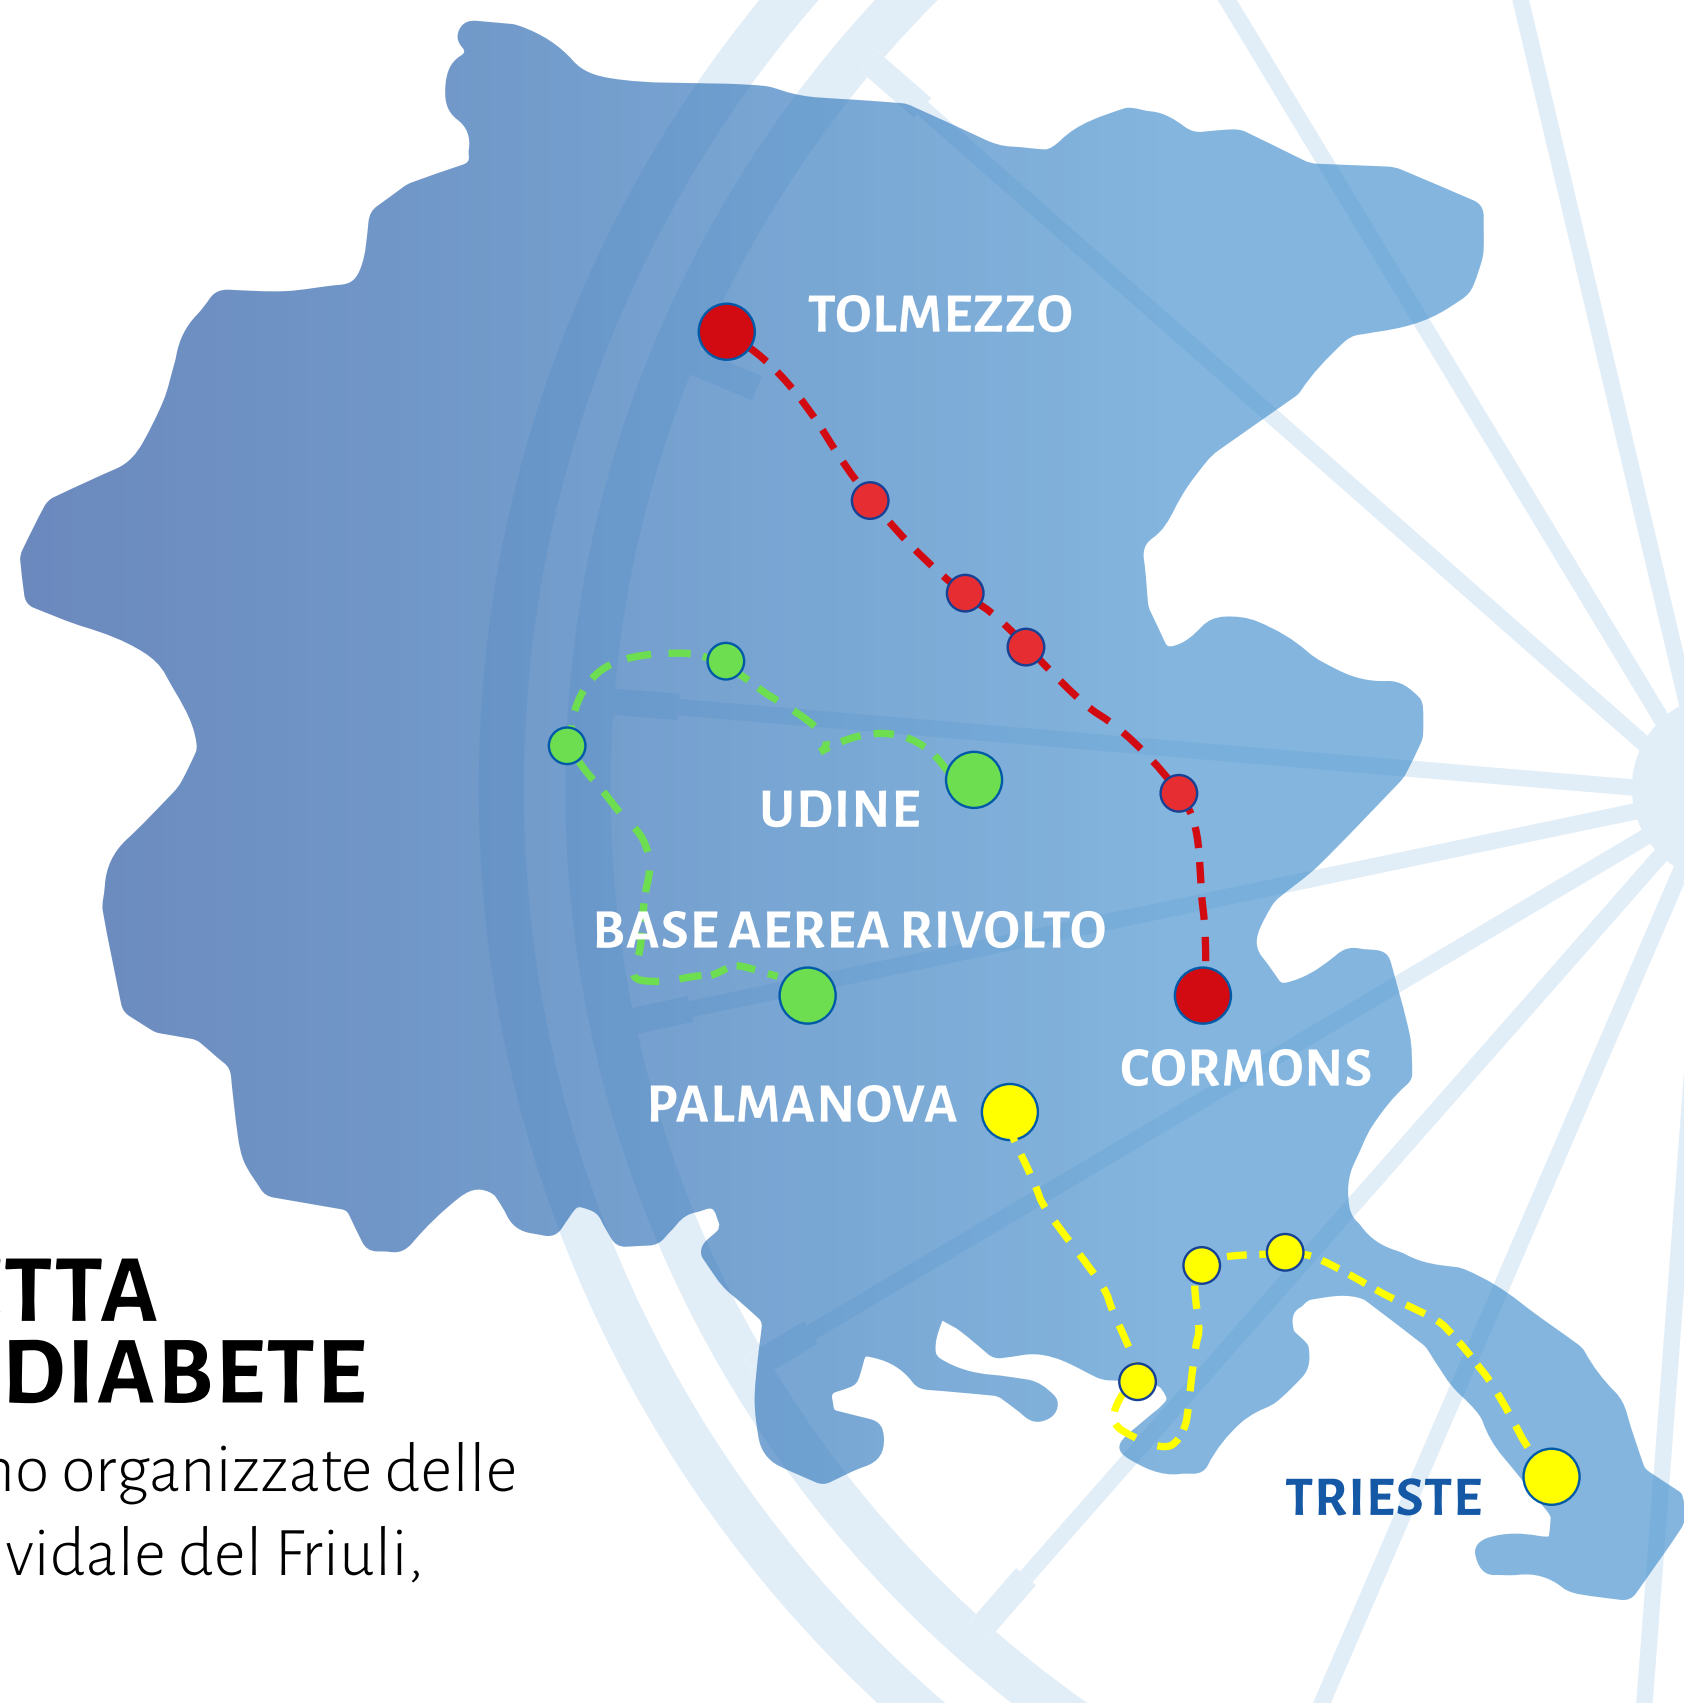 TOLMEZZO
UDINE
BASE AEREA RIVOLTO
CORMONS
PALMANOVA
TRIESTE
TTA
DIABETE
no organizzate delle
vidale del Friuli,